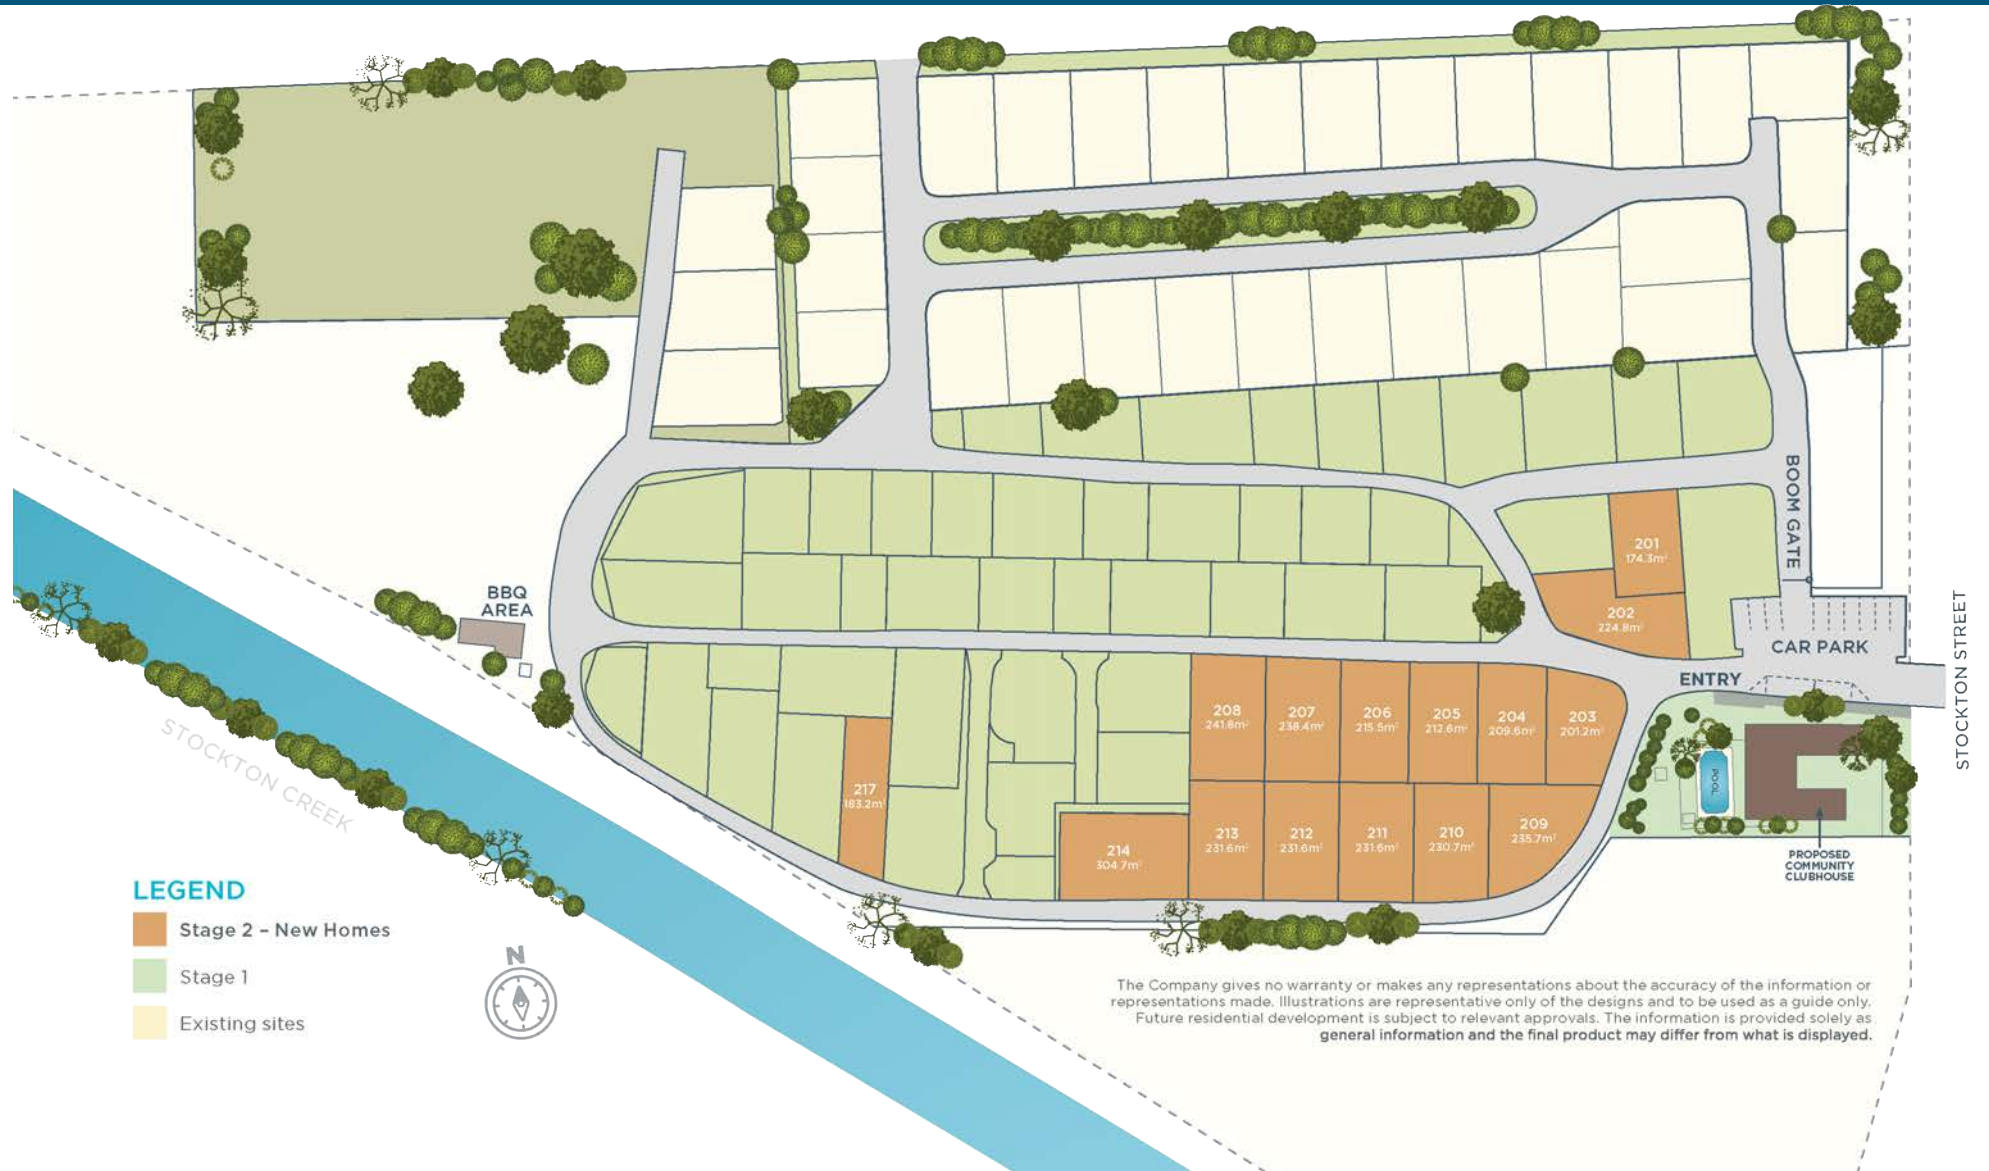 BOOM GATE
201
174.3m²
202
224.8m²
BBQ
AREA
CAR PARK
STOCKTON STREET
ENTRY
208
241.8m²
207
238.4m²
206
215.5m²
205
212.6m²
204
209.6m²
203
201.2m²
217
183.2m²
POOL
213
231.6m²
212
231.6m²
211
231.6m²
210
230.7m²
209
235.7m²
214
304.7m²
PROPOSED
COMMUNITY
CLUBHOUSE
STOCKTON CREEK
LEGEND
Stage 2 – New Homes
Stage 1
Existing sites
N
The Company gives no warranty or makes any representations about the accuracy of the information or
representations made. Illustrations are representative only of the designs and to be used as a guide only.
Future residential development is subject to relevant approvals. The information is provided solely as
general information and the final product may differ from what is displayed.